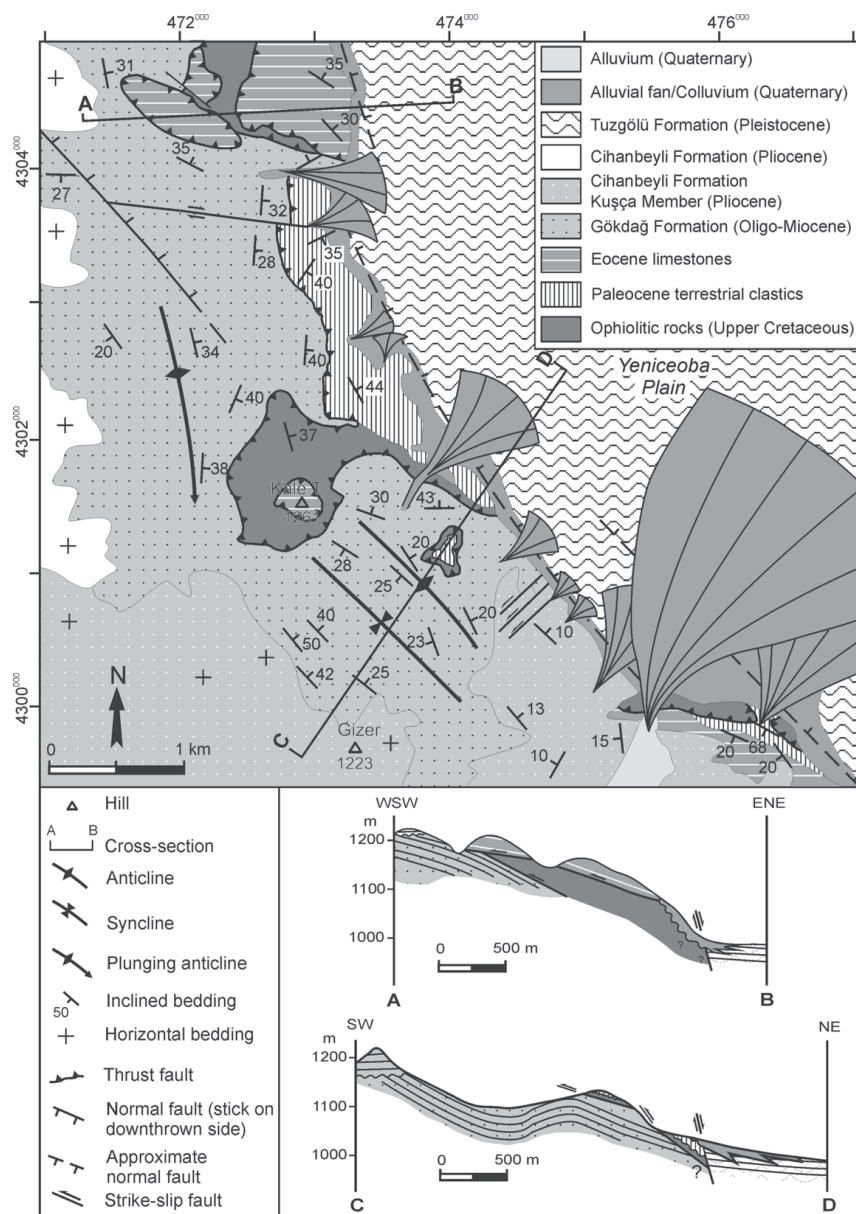 472⁰⁰⁰
474⁰⁰⁰
476⁰⁰⁰
4304⁰⁰⁰
4302⁰⁰⁰
4300⁰⁰⁰
Alluvium (Quaternary)
Alluvial fan/Colluvium (Quaternary)
Tuzgölü Formation (Pleistocene)
Cihanbeyli Formation (Pliocene)
Cihanbeyli Formation
Kuşça Member (Pliocene)
Gökdağ Formation (Oligo-Miocene)
Eocene limestones
Paleocene terrestrial clastics
Ophiolitic rocks (Upper Cretaceous)
31
35
A
B
30
35
27
32
35
28
40
20
34
40
44
D
Yeniceoba
Plain
40
37
38
Kale T.
1261
30
43
28
20
25
40
50
20
23
10
42
25
13
N
C
Gizer
1223
15
10
20
68
20
0 1 km
Hill
A B
Cross-section
Anticline
Syncline
Plunging anticline
Inclined bedding
50
Horizontal bedding
Thrust fault
Normal fault (stick on
downthrown side)
Approximate
normal fault
Strike-slip fault
WSW ENE
m
1200
1100
1000
0 500 m
? ?
A B
SW NE
m
1200
1100
1000
0 500 m
?
C D